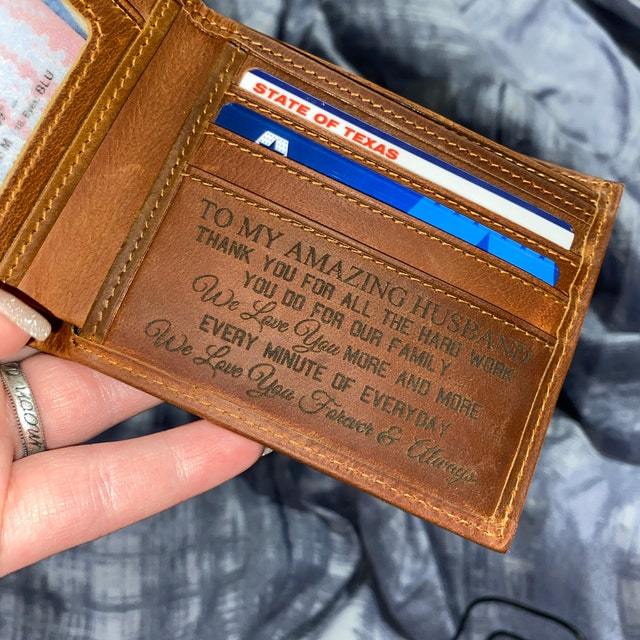 BLU
M
STATE OF TEXAS
TO MY AMAZING HUSBAND
THANK YOU FOR ALL THE HARD WORK
YOU DO FOR OUR FAMILY
We Love You MORE AND MORE
EVERY MINUTE OF EVERYDAY
We Love You Forever & Always